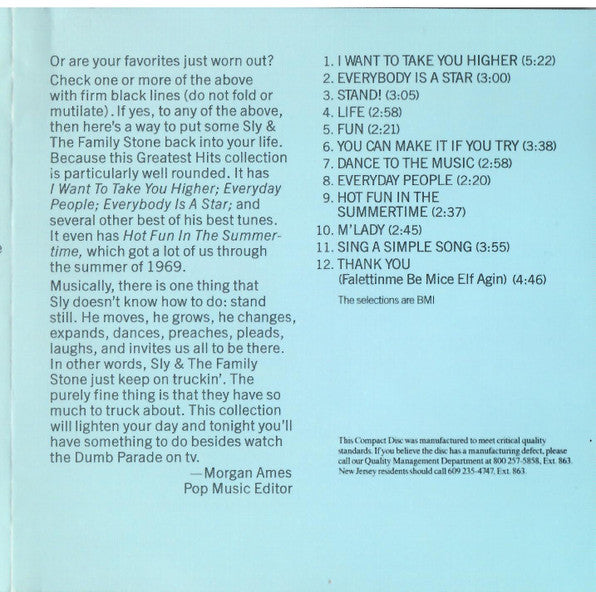 Or are your favorites just worn out?
Check one or more of the above
with firm black lines (do not fold or
mutilate). If yes, to any of the above,
then here's a way to put some Sly &
The Family Stone back into your life.
Because this Greatest Hits collection
is particularly well rounded. It has
I Want To Take You Higher; Everyday
People; Everybody Is A Star; and
several other best of his best tunes.
It even has Hot Fun In The Summer-
time, which got a lot of us through
the summer of 1969.
Musically, there is one thing that
Sly doesn't know how to do: stand
still. He moves, he grows, he changes,
expands, dances, preaches, pleads,
laughs, and invites us all to be there.
In other words, Sly & The Family
Stone just keep on truckin'. The
purely fine thing is that they have so
much to truck about. This collection
will lighten your day and tonight you'll
have something to do besides watch
the Dumb Parade on tv.
—Morgan Ames
Pop Music Editor
1. I WANT TO TAKE YOU HIGHER (5:22)
2. EVERYBODY IS A STAR (3:00)
3. STAND! (3:05)
4. LIFE (2:58)
5. FUN (2:21)
6. YOU CAN MAKE IT IF YOU TRY (3:38)
7. DANCE TO THE MUSIC (2:58)
8. EVERYDAY PEOPLE (2:20)
9. HOT FUN IN THE
SUMMERTIME (2:37)
10. M'LADY (2:45)
11. SING A SIMPLE SONG (3:55)
12. THANK YOU
(Falettinme Be Mice Elf Agin) (4:46)
The selections are BMI
This Compact Disc was manufactured to meet critical quality
standards. If you believe the disc has a manufacturing defect, please
call our Quality Management Department at 800 257-5858, Ext. 863.
New Jersey residents should call 609 235-4747, Ext. 863.